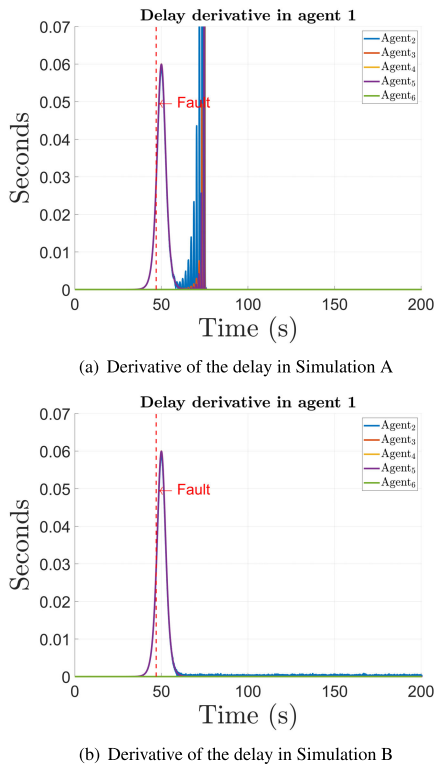 Delay derivative in agent 1
0.07
0.06
0.05
0.04
0.03
0.02
0.01
0
Seconds
← Fault
Agent₂
Agent₃
Agent₄
Agent₅
Agent₆
0 50 100 150 200
Time (s)
(a) Derivative of the delay in Simulation A
Delay derivative in agent 1
0.07
0.06
0.05
0.04
0.03
0.02
0.01
0
Seconds
← Fault
Agent₂
Agent₃
Agent₄
Agent₅
Agent₆
0 50 100 150 200
Time (s)
(b) Derivative of the delay in Simulation B